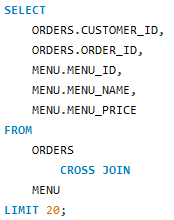 SELECT
ORDERS.CUSTOMER_ID,
ORDERS.ORDER_ID,
MENU.MENU_ID,
MENU.MENU_NAME,
MENU.MENU_PRICE
FROM
ORDERS
CROSS JOIN
MENU
LIMIT 20;